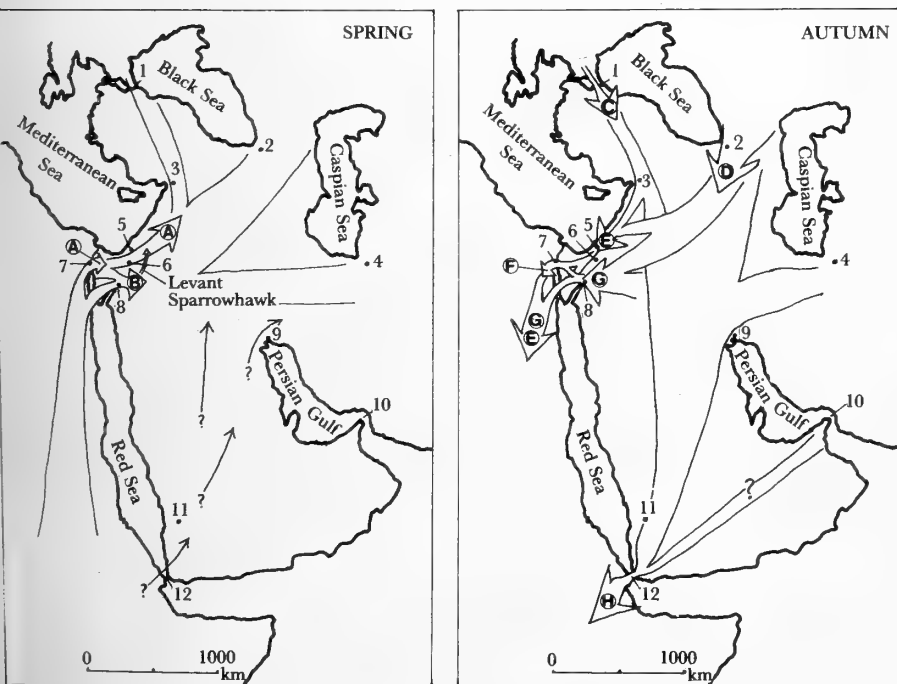 SPRING
1
Black Sea
2
Mediterranean
Sea
3
Caspian Sea
5
A
A
7
6
4
B
Levant
Sparrowhawk
8
9
?
Persian Gulf
10
?
Red Sea
?
11
?
12
0 1000
km
AUTUMN
1
Black Sea
C
2
Mediterranean
Sea
3
D
Caspian Sea
5
6
E
7
4
F
G
8
G
E
9
Persian Gulf
10
Red Sea
?
11
12
H
0 1000
km